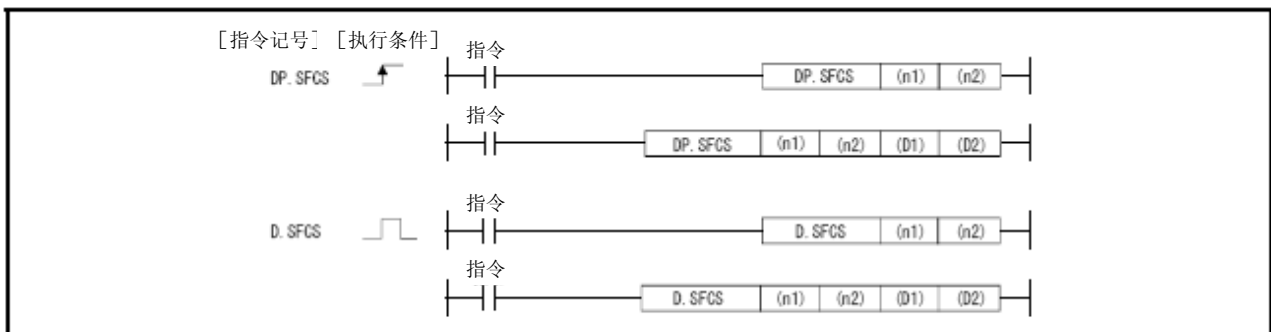 [指令记号] [执行条件]
指令
DP. SFCS DP. SFCS (n1) (n2)
指令
DP. SFCS (n1) (n2) (D1) (D2)
指令
D. SFCS D. SFCS (n1) (n2)
指令
D. SFCS (n1) (n2) (D1) (D2)